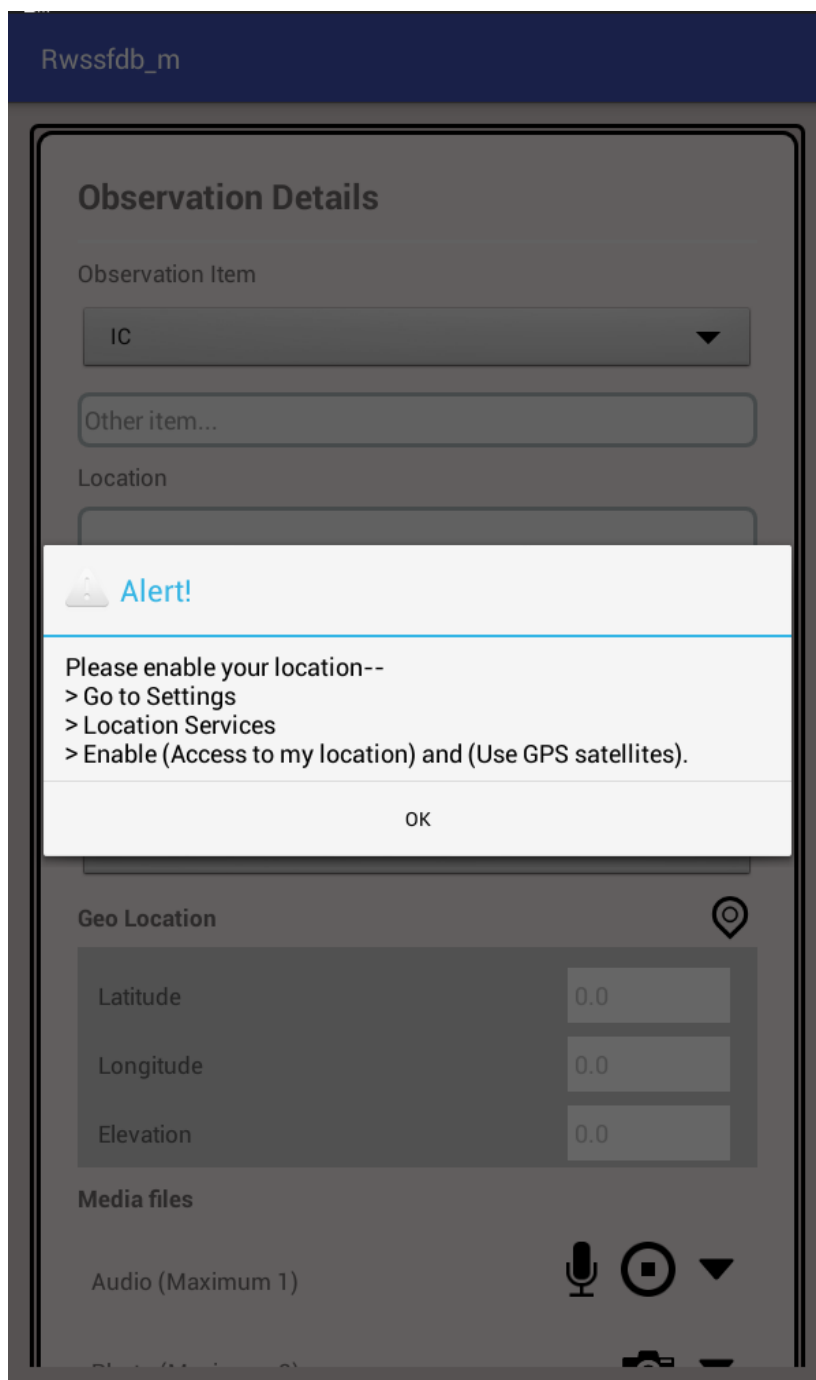 Rwssfdb_m
Observation Details
Observation Item
IC
Other item...
Location
Alert!
Please enable your location--
> Go to Settings
> Location Services
> Enable (Access to my location) and (Use GPS satellites).
OK
Geo Location
Latitude
0.0
Longitude
0.0
Elevation
0.0
Media files
Audio (Maximum 1)